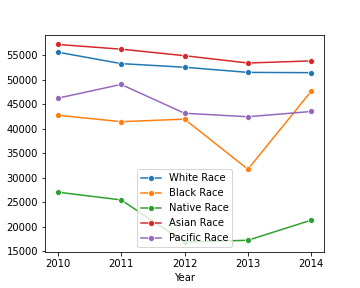 55000
50000
45000
40000
35000
30000
25000
20000
15000
White Race
Black Race
Native Race
Asian Race
Pacific Race
2010 2011 2012 2013 2014
Year